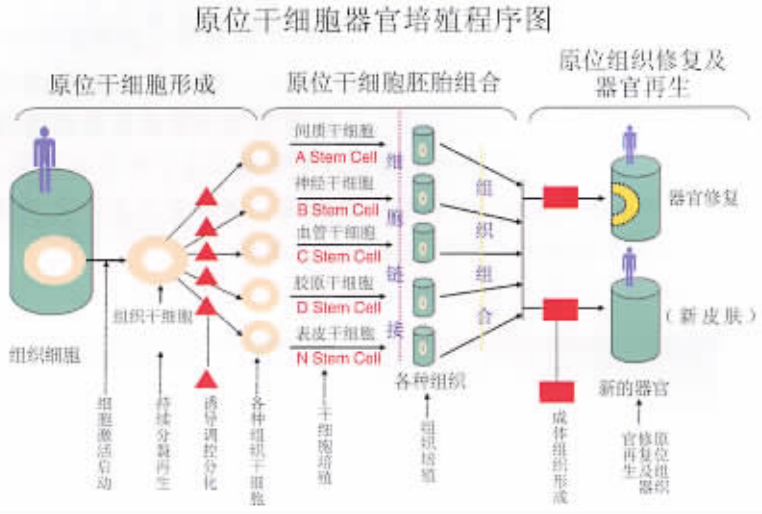 原位干细胞器官培殖程序图
原位干细胞形成
原位干细胞胚胎组合
原位组织修复及
器官再生
间质干细胞
A Stem Cell
神经干细胞
B Stem Cell
血管干细胞
C Stem Cell
胶原干细胞
D Stem Cell
表皮干细胞
N Stem Cell
细胞链接
组织组合
器官修复
(新皮肤)
组织干细胞
组织细胞
各种组织
新的器官
细胞激活启动
持续分裂再生
诱导调控分化
各种组织干细胞
干细胞培殖
组织培殖
成体组织形成
原位组织
修复及器
官再生